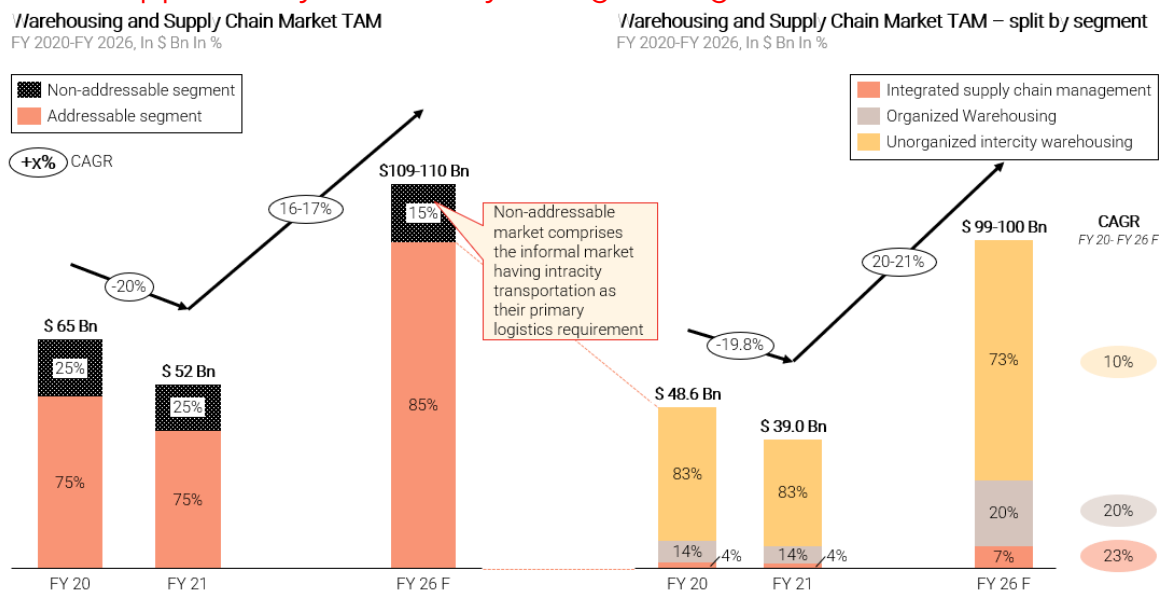 Warehousing and Supply Chain Market TAM
FY 2020-FY 2026, In $ Bn In %
Non-addressable segment
Addressable segment
+x% CAGR
16-17%
-20%
$109-110 Bn
15%
85%
$ 65 Bn
25%
75%
$ 52 Bn
25%
75%
FY 20
FY 21
FY 26 F
Non-addressable
market comprises
the informal market
having intracity
transportation as
their primary
logistics requirement
Warehousing and Supply Chain Market TAM – split by segment
FY 2020-FY 2026, In $ Bn In %
Integrated supply chain management
Organized Warehousing
Unorganized intercity warehousing
20-21%
-19.8%
$ 99-100 Bn
73%
20%
7%
$ 48.6 Bn
83%
14%
4%
$ 39.0 Bn
83%
14%
4%
FY 20
FY 21
FY 26 F
CAGR
FY 20- FY 26 F
10%
20%
23%